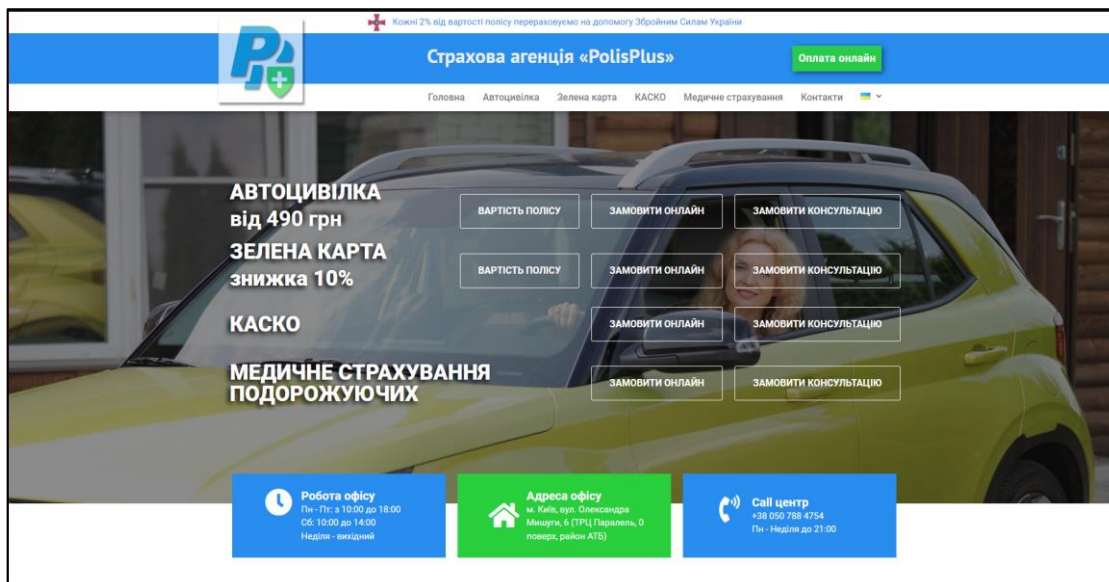 Кожні 2% від вартості полісу перераховуємо на допомогу Збройним Силам України
Страхова агенція «PolisPlus»
Оплата онлайн
Головна Автоцивілка Зелена карта КАСКО Медичне страхування Контакти
АВТОЦИВІЛКА
від 490 грн
ВАРТІСТЬ ПОЛІСУ ЗАМОВИТИ ОНЛАЙН ЗАМОВИТИ КОНСУЛЬТАЦІЮ
ЗЕЛЕНА КАРТА
знижка 10%
ВАРТІСТЬ ПОЛІСУ ЗАМОВИТИ ОНЛАЙН ЗАМОВИТИ КОНСУЛЬТАЦІЮ
КАСКО
ЗАМОВИТИ ОНЛАЙН ЗАМОВИТИ КОНСУЛЬТАЦІЮ
МЕДИЧНЕ СТРАХУВАННЯ
ПОДОРОЖУЮЧИХ
ЗАМОВИТИ ОНЛАЙН ЗАМОВИТИ КОНСУЛЬТАЦІЮ
Робота офісу
Пн - Пт: з 10:00 до 18:00
Сб: 10:00 до 14:00
Неділя - вихідний
Адреса офісу
м. Київ, вул. Олександра
Мишуги, 6 (ТРЦ Паралель, 0
поверх, район АТБ)
Call центр
+38 050 788 4754
Пн - Неділя до 21:00